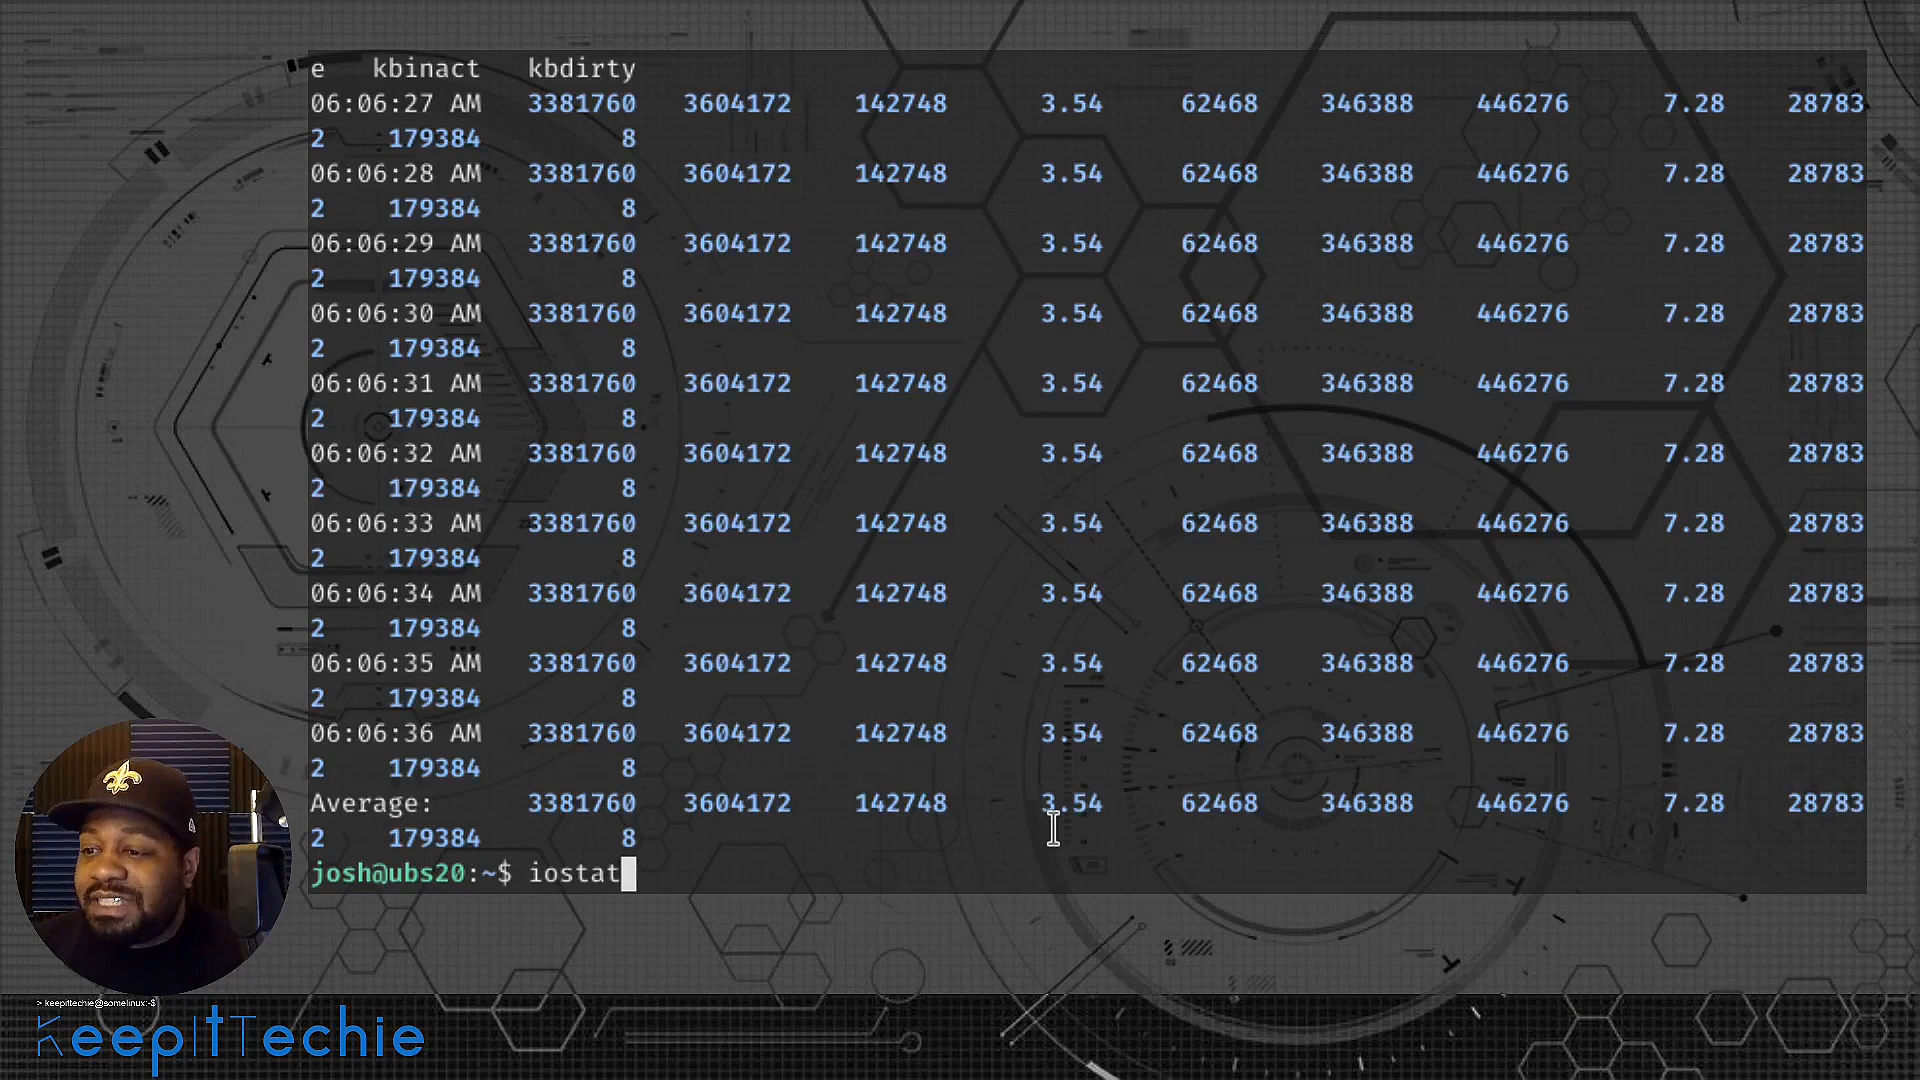 e   kbinact   kbdirty
06:06:27 AM   3381760   3604172    142748      3.54     62468    346388    446276      7.28    28783
2    179384         8
06:06:28 AM   3381760   3604172    142748      3.54     62468    346388    446276      7.28    28783
2    179384         8
06:06:29 AM   3381760   3604172    142748      3.54     62468    346388    446276      7.28    28783
2    179384         8
06:06:30 AM   3381760   3604172    142748      3.54     62468    346388    446276      7.28    28783
2    179384         8
06:06:31 AM   3381760   3604172    142748      3.54     62468    346388    446276      7.28    28783
2    179384         8
06:06:32 AM   3381760   3604172    142748      3.54     62468    346388    446276      7.28    28783
2    179384         8
06:06:33 AM   3381760   3604172    142748      3.54     62468    346388    446276      7.28    28783
2    179384         8
06:06:34 AM   3381760   3604172    142748      3.54     62468    346388    446276      7.28    28783
2    179384         8
06:06:35 AM   3381760   3604172    142748      3.54     62468    346388    446276      7.28    28783
2    179384         8
06:06:36 AM   3381760   3604172    142748      3.54     62468    346388    446276      7.28    28783
2    179384         8
Average:      3381760   3604172    142748      3.54     62468    346388    446276      7.28    28783
2    179384         8
josh@ubs20:~$ iostat
> keepittechie@somelinux:~$
KeepItTechie